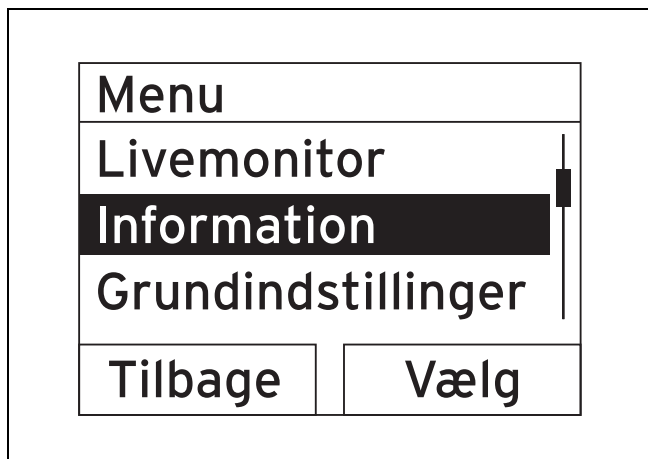 Menu
Livemonitor
Information
Grundindstillinger
Tilbage Vælg